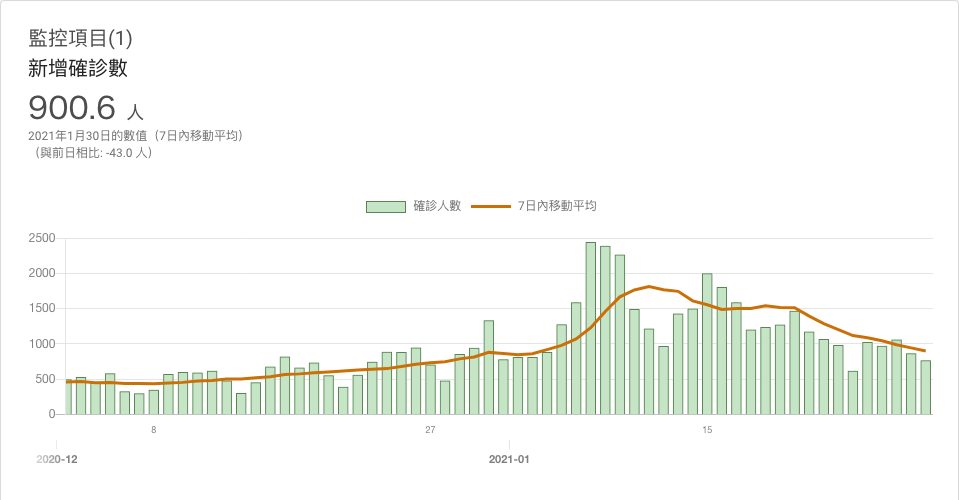 監控項目(1)
新增確診數
900.6 人
2021年1月30日的數值（7日內移動平均）
（與前日相比: -43.0 人）
確診人數 7日內移動平均
2500
2000
1500
1000
500
0
8 27 15
2020-12 2021-01